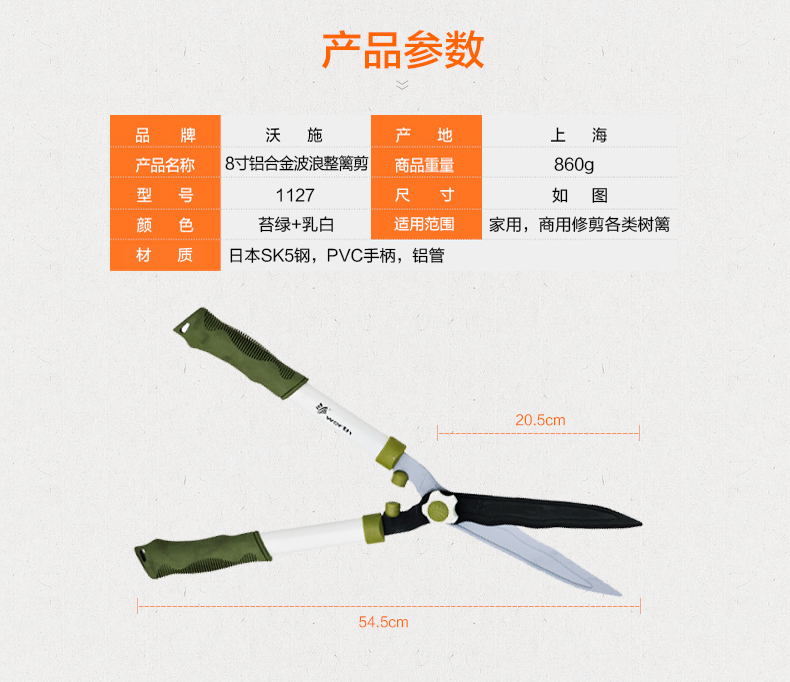 产品参数
品 牌 沃 施 产 地 上 海
产品名称 8寸铝合金波浪整篱剪 商品重量 860g
型 号 1127 尺 寸 如 图
颜 色 苔绿+乳白 适用范围 家用，商用修剪各类树篱
材 质 日本SK5钢，PVC手柄，铝管
worth
20.5cm
54.5cm